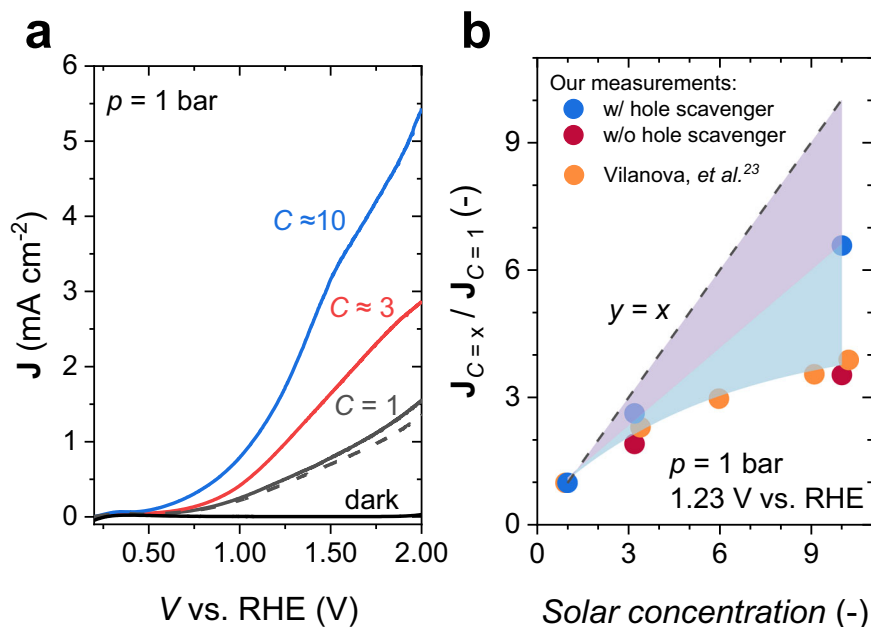 a
p = 1 bar
C ≈10
C ≈ 3
C = 1
dark
J (mA cm⁻²)
6
5
4
3
2
1
0
0.50
1.00
1.50
2.00
V vs. RHE (V)
b
Our measurements:
w/ hole scavenger
w/o hole scavenger
Vilanova, et al.²³
y = x
p = 1 bar
1.23 V vs. RHE
J_C = x / J_C = 1 (-)
9
6
3
0
0
3
6
9
Solar concentration (-)